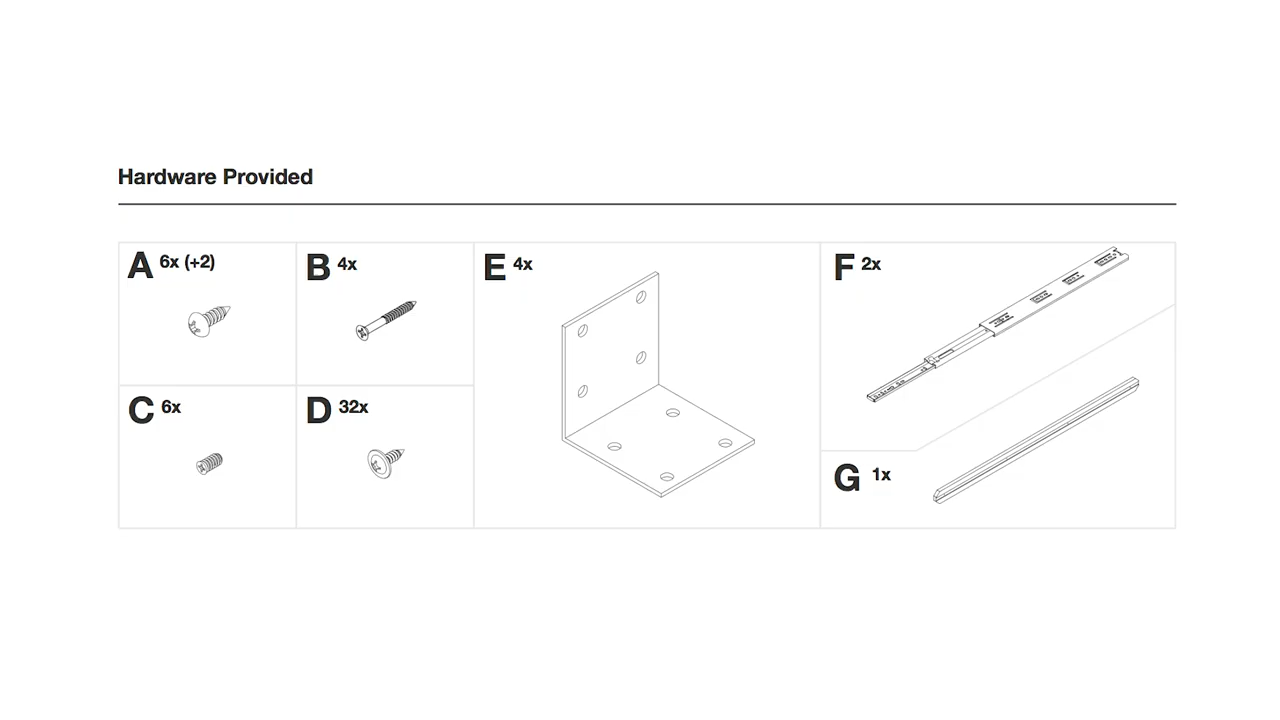 Hardware Provided
A 6x (+2)
B 4x
E 4x
F 2x
C 6x
D 32x
G 1x